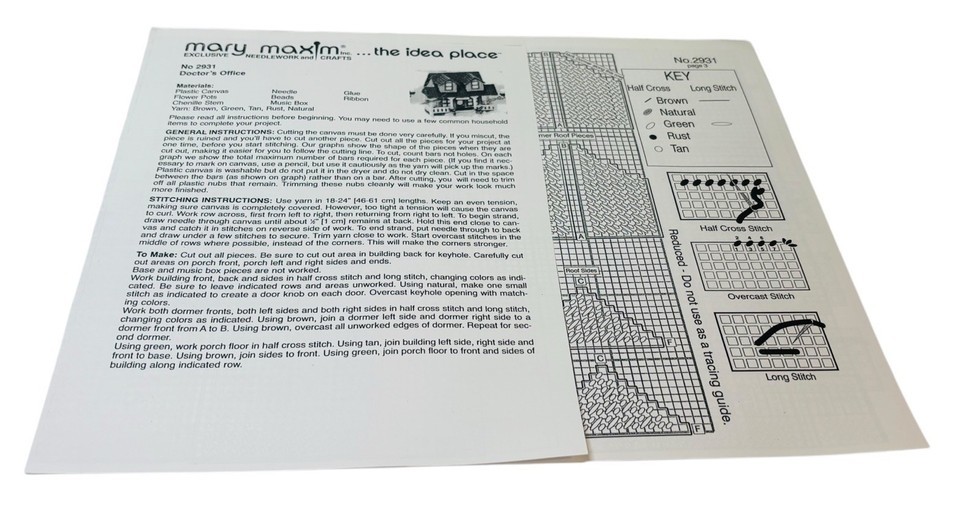 mary maxim® Inc. ...the idea place
EXCLUSIVE NEEDLEWORK and CRAFTS
No 2931
Doctor's Office
Materials:
Plastic Canvas Needle Glue
Flower Pots Beads Ribbon
Chenille Stem Music Box
Yarn: Brown, Green, Tan, Rust, Natural
Please read all instructions before beginning. You may need to use a few common household
items to complete your project.
GENERAL INSTRUCTIONS: Cutting the canvas must be done very carefully. If you miscut, the
piece is ruined and you'll have to cut another piece. Cut out all the pieces for your project at
one time, before you start stitching. Our graphs show the shape of the pieces when they are
cut out, making it easier for you to follow the cutting line. To cut, count bars not holes. On each
graph we show the total maximum number of bars required for each piece. (If you find it nec-
essary to mark on canvas, use a pencil, but use it cautiously as the yarn will pick up the marks.)
Plastic canvas is washable but do not put it in the dryer and do not dry clean. Cut in the space
between the bars (as shown on graph) rather than on a bar. After cutting, you will need to trim
off all plastic nubs that remain. Trimming these nubs cleanly will make your work look much
more finished.
STITCHING INSTRUCTIONS: Use yarn in 18-24" [46-61 cm] lengths. Keep an even tension,
making sure canvas is completely covered. However, too tight a tension will cause the canvas
to curl. Work row across, first from left to right, then returning from right to left. To begin strand,
draw needle through canvas until about ½" [1 cm] remains at back. Hold this end close to can-
vas and catch it in stitches on reverse side of work. To end strand, put needle through to back
and draw under a few stitches to secure. Trim yarn close to work. Start overcast stitches in the
middle of rows where possible, instead of the corners. This will make the corners stronger.
To Make: Cut out all pieces. Be sure to cut out area in building back for keyhole. Carefully cut
out areas on porch front, porch left and right sides and ends.
Base and music box pieces are not worked.
Work building front, back and sides in half cross stitch and long stitch, changing colors as indi-
cated. Be sure to leave indicated rows and areas unworked. Using natural, make one small
stitch as indicated to create a door knob on each door. Overcast keyhole opening with match-
ing colors.
Work both dormer fronts, both left sides and both right sides in half cross stitch and long stitch,
changing colors as indicated. Using brown, join a dormer left side and dormer right side to a
dormer front from A to B. Using brown, overcast all unworked edges of dormer. Repeat for sec-
ond dormer.
Using green, work porch floor in half cross stitch. Using tan, join building left side, right side and
front to base. Using brown, join sides to front. Using green, join porch floor to front and sides of
building along indicated row.
No.2931
page 3
KEY
Half Cross Long Stitch
Brown
Natural
Green
Rust
Tan
B
A
mer Roof Pieces
B
A
Roof Sides
C
F
C
F
Reduced - Do not use as a tracing guide.
Half Cross Stitch
Overcast Stitch
Long Stitch